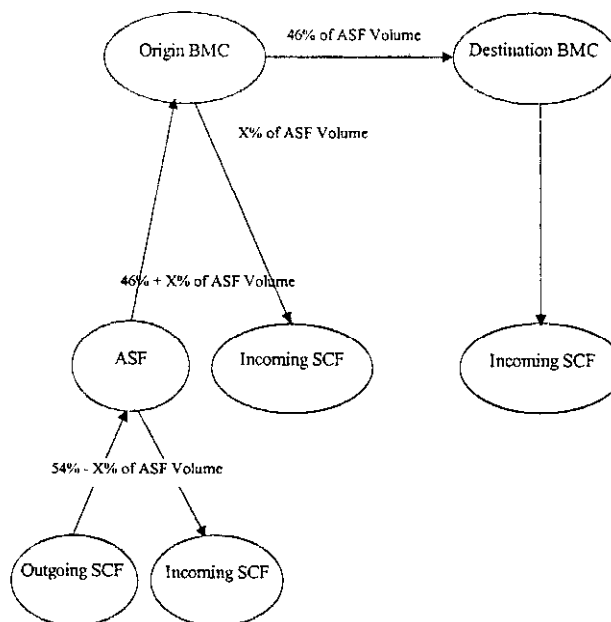 46% of ASF Volume
Origin BMC
Destination BMC
X% of ASF Volume
46% + X% of ASF Volume
ASF
Incoming SCF
Incoming SCF
54% - X% of ASF Volume
Outgoing SCF
Incoming SCF